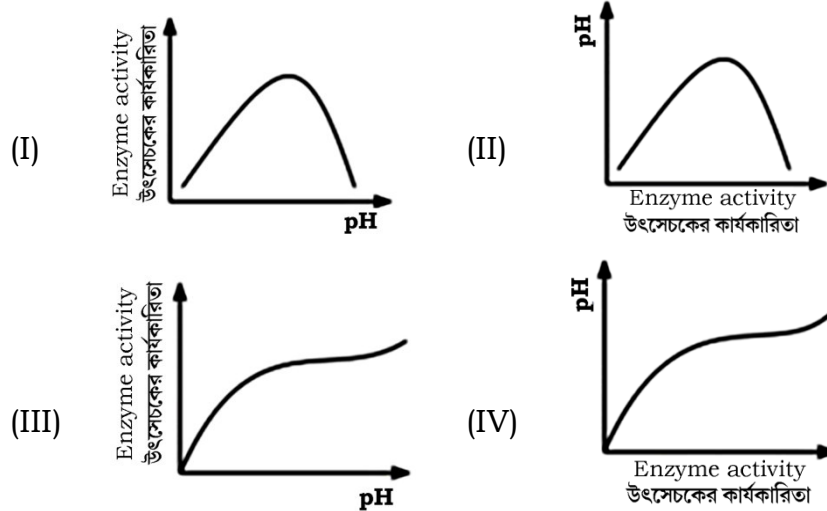 (I)
Enzyme activity
উৎসেচকের কার্যকারিতা
pH
(II)
pH
Enzyme activity
উৎসেচকের কার্যকারিতা
(III)
Enzyme activity
উৎসেচকের কার্যকারিতা
pH
(IV)
pH
Enzyme activity
উৎসেচকের কার্যকারিতা